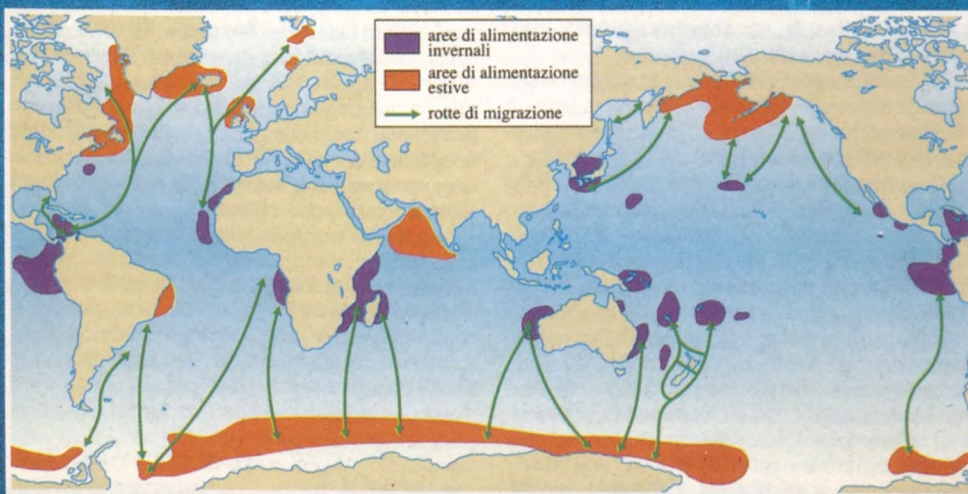 aree di alimentazione
invernali
aree di alimentazione
estive
rotte di migrazione